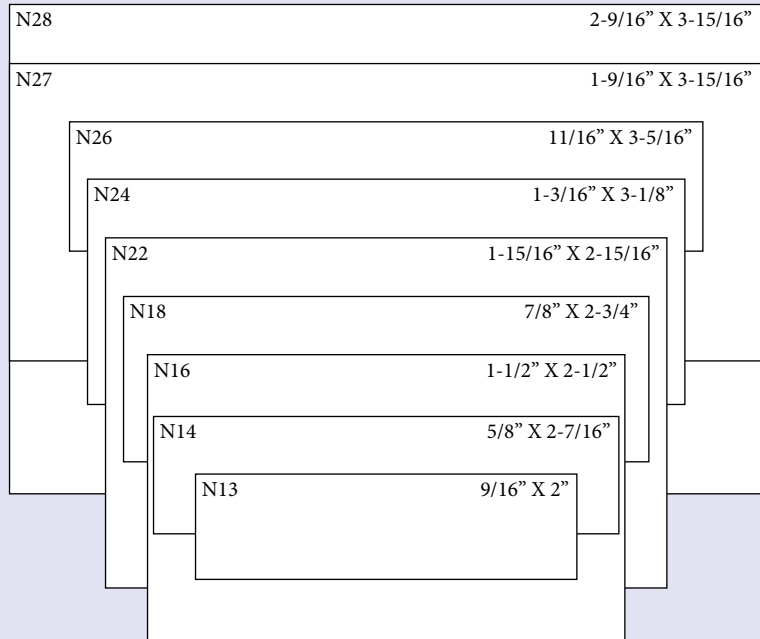 N28 2-9/16” X 3-15/16”
N27 1-9/16” X 3-15/16”
N26 11/16” X 3-5/16”
N24 1-3/16” X 3-1/8”
N22 1-15/16” X 2-15/16”
N18 7/8” X 2-3/4”
N16 1-1/2” X 2-1/2”
N14 5/8” X 2-7/16”
N13 9/16” X 2”